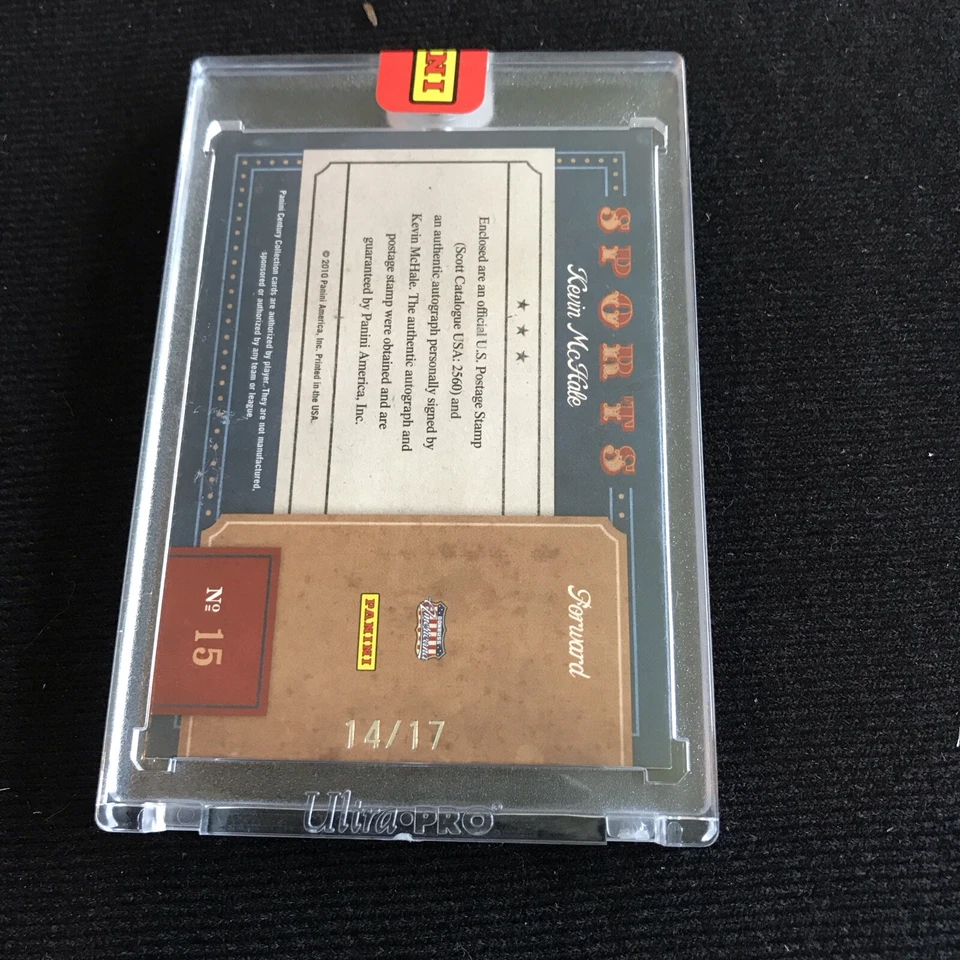 NINI
SPORTS
Kevin McHale
★ ★ ★
Enclosed are an official U.S. Postage Stamp
(Scott Catalogue USA: 2560) and
an authentic autograph personally signed by
Kevin McHale. The authentic autograph and
postage stamp were obtained and are
guaranteed by Panini America, Inc.
© 2010 Panini America, Inc. Printed in the USA.
Panini Century Collection cards are authorized by player. They are not manufactured,
sponsored or authorized by any team or league.
Forward
Americana
PANINI
14/17
Nº 15
Ultra•PRO